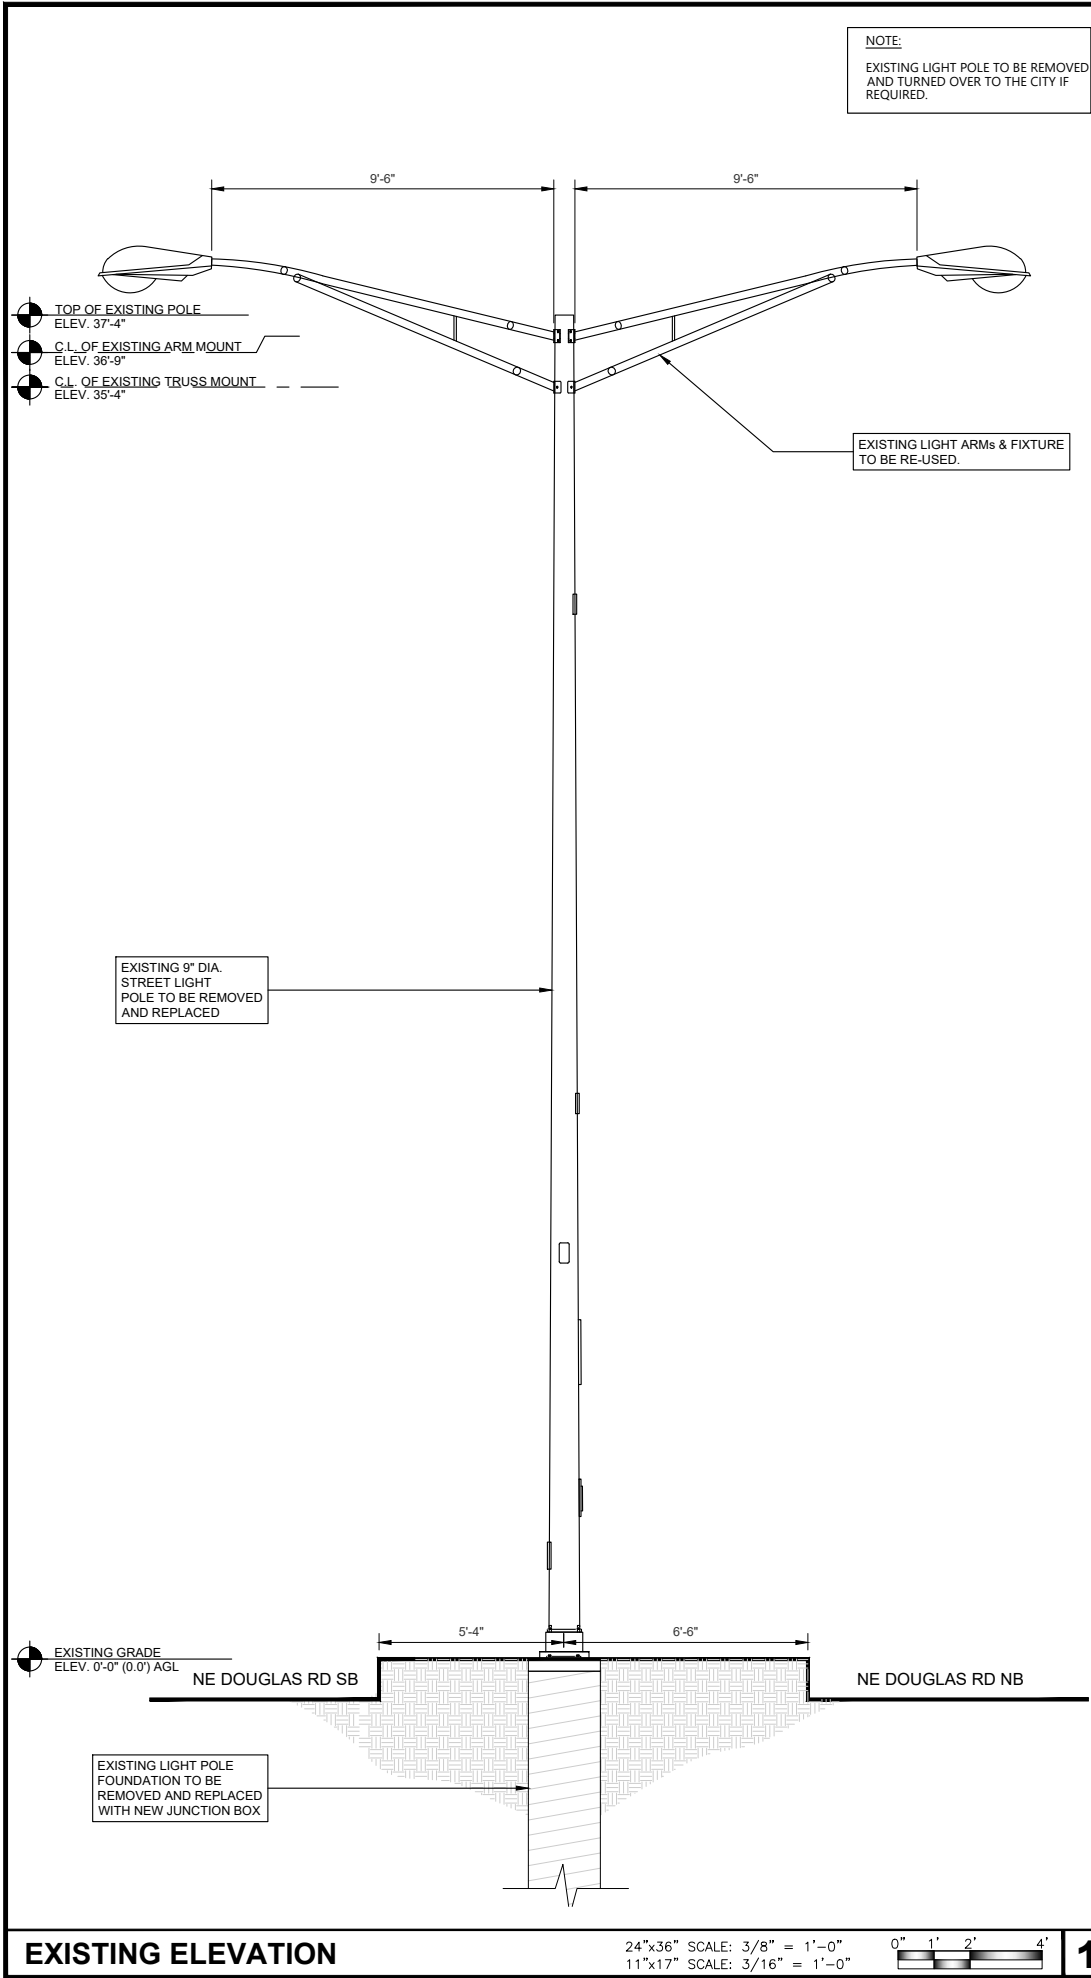 NOTE:
EXISTING LIGHT POLE TO BE REMOVED
AND TURNED OVER TO THE CITY IF
REQUIRED.
9'-6"
9'-6"
TOP OF EXISTING POLE
ELEV. 37'-4"
C.L. OF EXISTING ARM MOUNT
ELEV. 36'-9"
C.L. OF EXISTING TRUSS MOUNT
ELEV. 35'-4"
EXISTING LIGHT ARMs & FIXTURE
TO BE RE-USED.
EXISTING 9" DIA.
STREET LIGHT
POLE TO BE REMOVED
AND REPLACED
5'-4"
6'-6"
EXISTING GRADE
ELEV. 0'-0" (0.0') AGL
NE DOUGLAS RD SB
NE DOUGLAS RD NB
EXISTING LIGHT POLE
FOUNDATION TO BE
REMOVED AND REPLACED
WITH NEW JUNCTION BOX
EXISTING ELEVATION
24"x36" SCALE: 3/8" = 1'-0"
11"x17" SCALE: 3/16" = 1'-0"
0" 1' 2' 4'
1